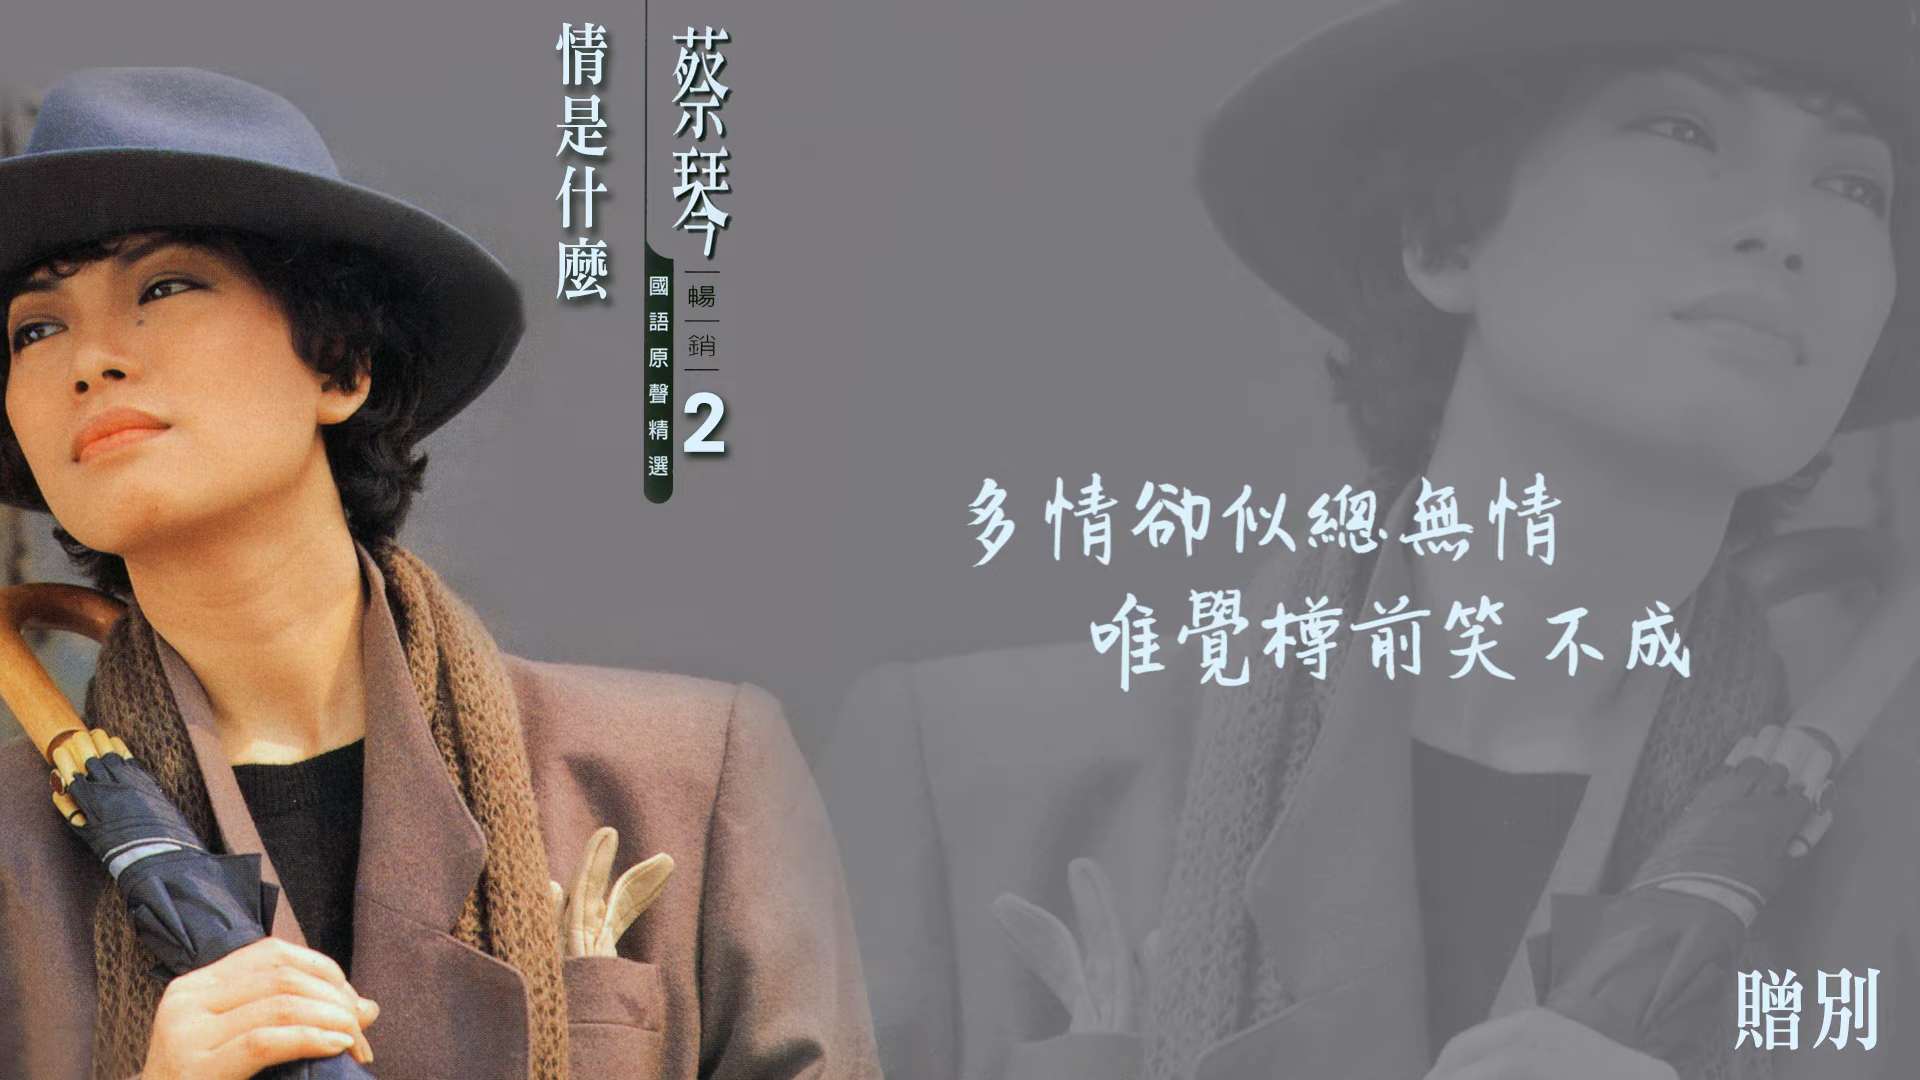 蔡琴
暢銷2
國語原聲精選
情是什麼
多情卻似總無情
唯覺樽前笑不成
贈別